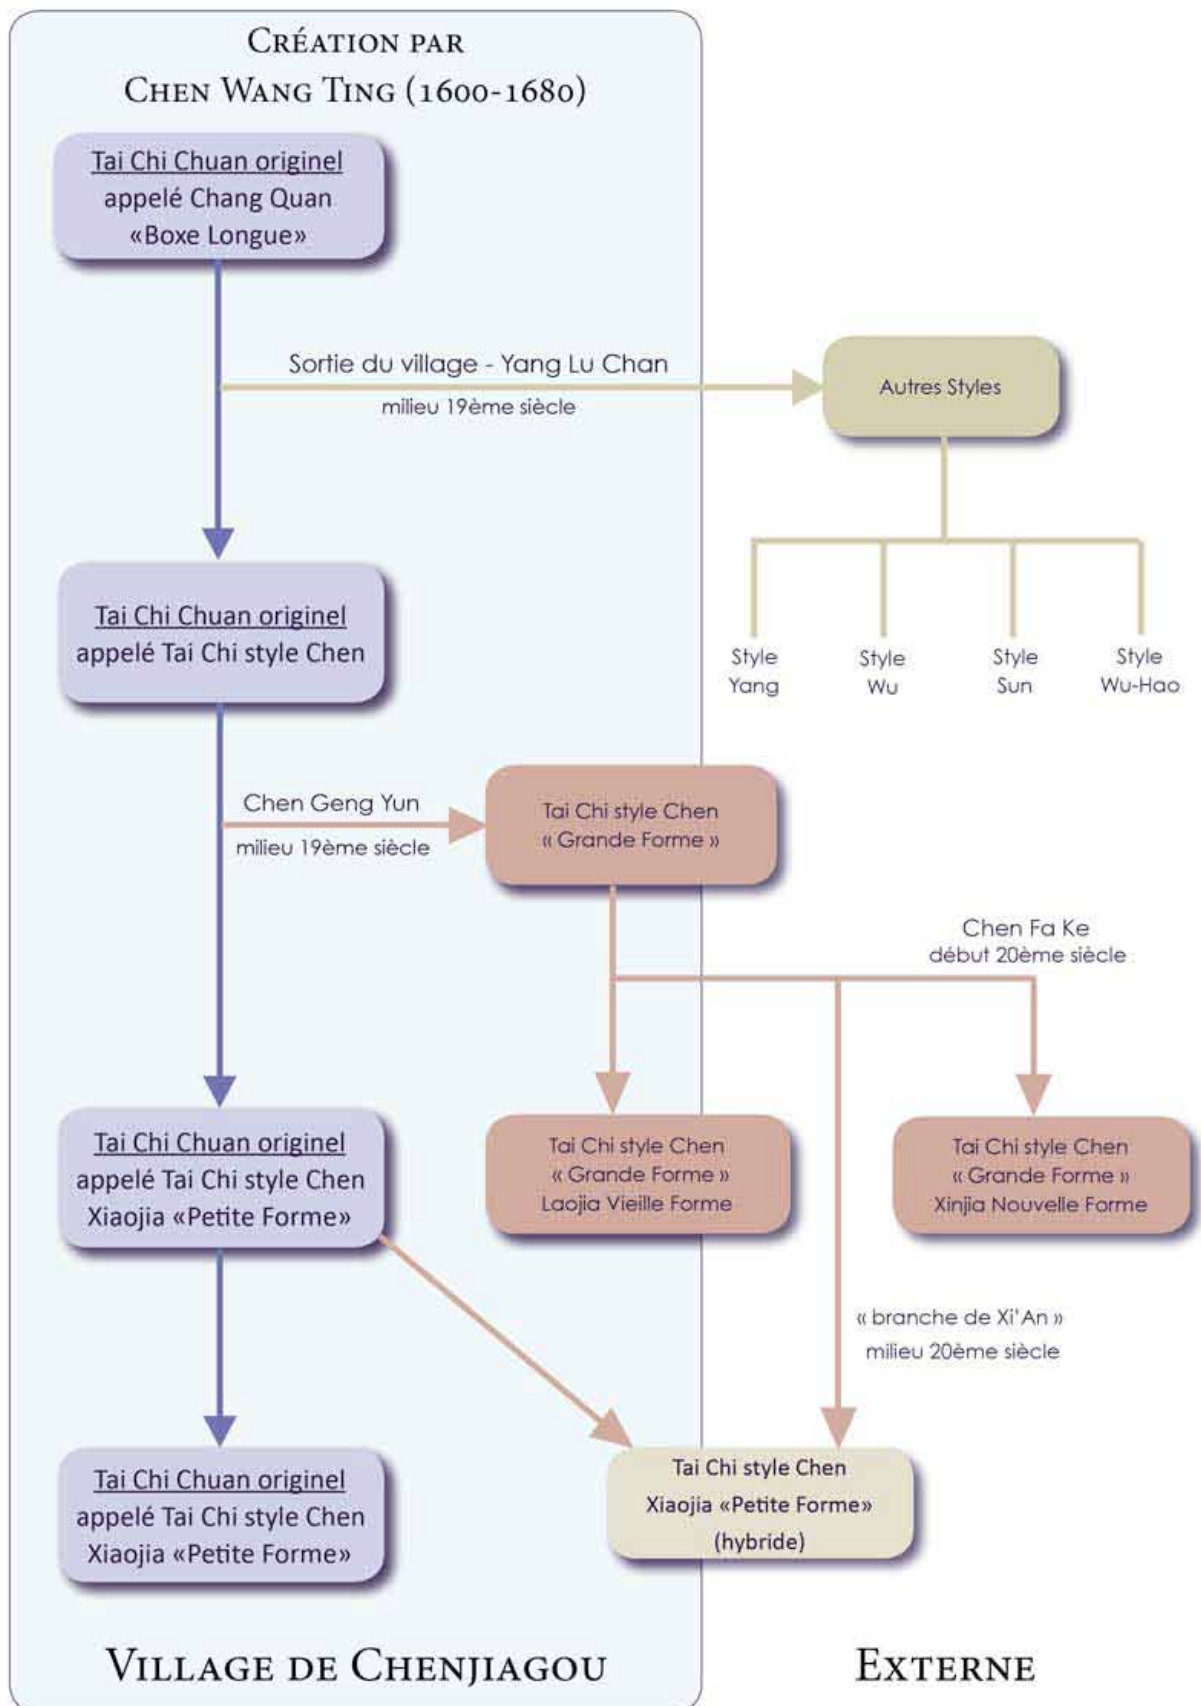 Création par
Chen Wang Ting (1600-1680)
Tai Chi Chuan originel
appelé Chang Quan
«Boxe Longue»
Sortie du village - Yang Lu Chan
milieu 19ème siècle
Autres Styles
Tai Chi Chuan originel
appelé Tai Chi style Chen
Style
Yang
Style
Wu
Style
Sun
Style
Wu-Hao
Chen Geng Yun
milieu 19ème siècle
Tai Chi style Chen
« Grande Forme »
Chen Fa Ke
début 20ème siècle
Tai Chi Chuan originel
appelé Tai Chi style Chen
Xiaojia «Petite Forme»
Tai Chi style Chen
« Grande Forme »
Laojia Vieille Forme
Tai Chi style Chen
« Grande Forme »
Xinjia Nouvelle Forme
« branche de Xi'An »
milieu 20ème siècle
Tai Chi Chuan originel
appelé Tai Chi style Chen
Xiaojia «Petite Forme»
Tai Chi style Chen
Xiaojia «Petite Forme»
(hybride)
Village de Chenjiagou
Externe